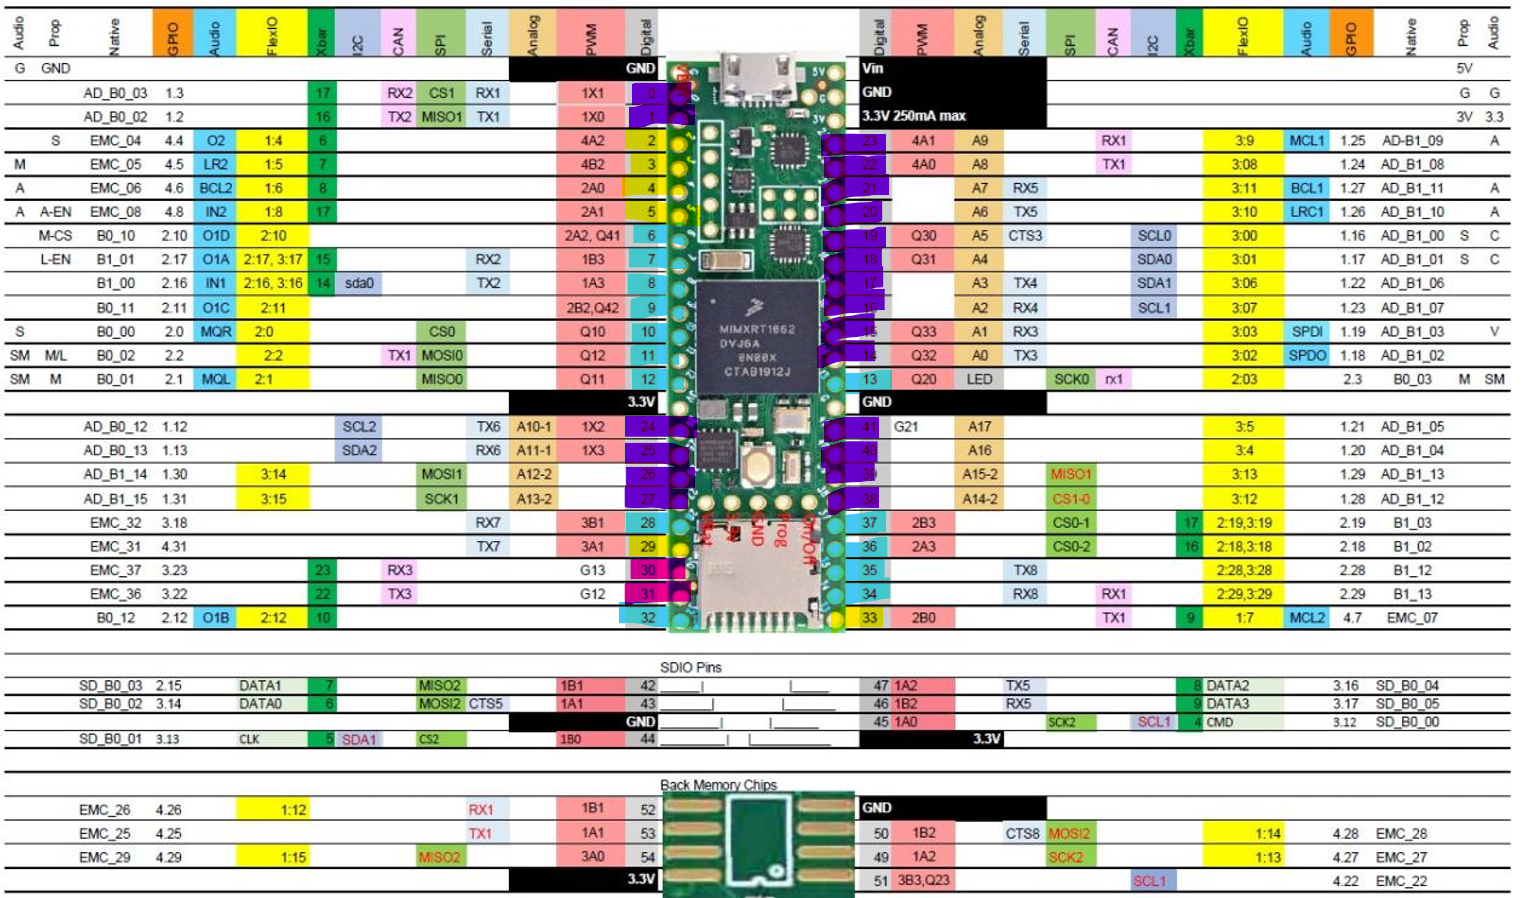 Audio Prop Native GPIO Audio FlexIO Xbar I2C CAN SPI Serial Analog PWM Digital Digital PWM Analog Serial SPI CAN I2C Xbar FlexIO Audio GPIO Native Prop Audio
G GND GND Vin 5V
AD_B0_03 1.3 17 RX2 CS1 RX1 1X1 0 GND G G
AD_B0_02 1.2 16 TX2 MISO1 TX1 1X0 1 3.3V 250mA max 3V 3.3
S EMC_04 4.4 O2 1:4 6 4A2 2 23 4A1 A9 RX1 3:9 MCL1 1.25 AD-B1_09 A
M EMC_05 4.5 LR2 1:5 7 4B2 3 22 4A0 A8 TX1 3:08 1.24 AD_B1_08
A EMC_06 4.6 BCL2 1:6 8 2A0 4 21 A7 RX5 3:11 BCL1 1.27 AD_B1_11 A
A A-EN EMC_08 4.8 IN2 1:8 17 2A1 5 20 A6 TX5 3:10 LRC1 1.26 AD_B1_10 A
M-CS B0_10 2.10 O1D 2:10 2A2, Q41 6 19 Q30 A5 CTS3 SCL0 3:00 1.16 AD_B1_00 S C
L-EN B1_01 2.17 O1A 2:17, 3:17 15 RX2 1B3 7 18 Q31 A4 SDA0 3:01 1.17 AD_B1_01 S C
B1_00 2.16 IN1 2:16, 3:16 14 sda0 TX2 1A3 8 17 A3 TX4 SDA1 3:06 1.22 AD_B1_06
B0_11 2.11 O1C 2:11 2B2,Q42 9 16 A2 RX4 SCL1 3:07 1.23 AD_B1_07
S B0_00 2.0 MQR 2:0 CS0 Q10 10 15 Q33 A1 RX3 3:03 SPDI 1.19 AD_B1_03 V
SM M/L B0_02 2.2 2:2 TX1 MOSI0 Q12 11 14 Q32 A0 TX3 3:02 SPDO 1.18 AD_B1_02
SM M B0_01 2.1 MQL 2:1 MISO0 Q11 12 13 Q20 LED SCK0 rx1 2:03 2.3 B0_03 M SM
3.3V GND
AD_B0_12 1.12 SCL2 TX6 A10-1 1X2 24 41 G21 A17 3:5 1.21 AD_B1_05
AD_B0_13 1.13 SDA2 RX6 A11-1 1X3 25 40 A16 3:4 1.20 AD_B1_04
AD_B1_14 1.30 3:14 MOSI1 A12-2 26 39 A15-2 MISO1 3:13 1.29 AD_B1_13
AD_B1_15 1.31 3:15 SCK1 A13-2 27 38 A14-2 CS1-0 3:12 1.28 AD_B1_12
EMC_32 3.18 RX7 3B1 28 37 2B3 CS0-1 17 2:19,3:19 2.19 B1_03
EMC_31 4.31 TX7 3A1 29 36 2A3 CS0-2 16 2:18,3:18 2.18 B1_02
EMC_37 3.23 23 RX3 G13 30 35 TX8 2:28,3:28 2.28 B1_12
EMC_36 3.22 22 TX3 G12 31 34 RX8 RX1 2:29,3:29 2.29 B1_13
B0_12 2.12 O1B 2:12 10 32 33 2B0 TX1 9 1:7 MCL2 4.7 EMC_07
MIMXRT1062
DVJ6A
0N00X
CTAB1912J
VBat GND Prog On/Off
SDIO Pins
SD_B0_03 2.15 DATA1 7 MISO2 1B1 42 47 1A2 TX5 8 DATA2 3.16 SD_B0_04
SD_B0_02 3.14 DATA0 6 MOSI2 CTS5 1A1 43 46 1B2 RX5 9 DATA3 3.17 SD_B0_05
GND 45 1A0 SCK2 SCL1 4 CMD 3.12 SD_B0_00
SD_B0_01 3.13 CLK 5 SDA1 CS2 1B0 44 3.3V
Back Memory Chips
EMC_26 4.26 1:12 RX1 1B1 52 GND
EMC_25 4.25 TX1 1A1 53 50 1B2 CTS8 MOSI2 1:14 4.28 EMC_28
EMC_29 4.29 1:15 MISO2 3A0 54 49 1A2 SCK2 1:13 4.27 EMC_27
3.3V 51 3B3,Q23 SCL1 4.22 EMC_22